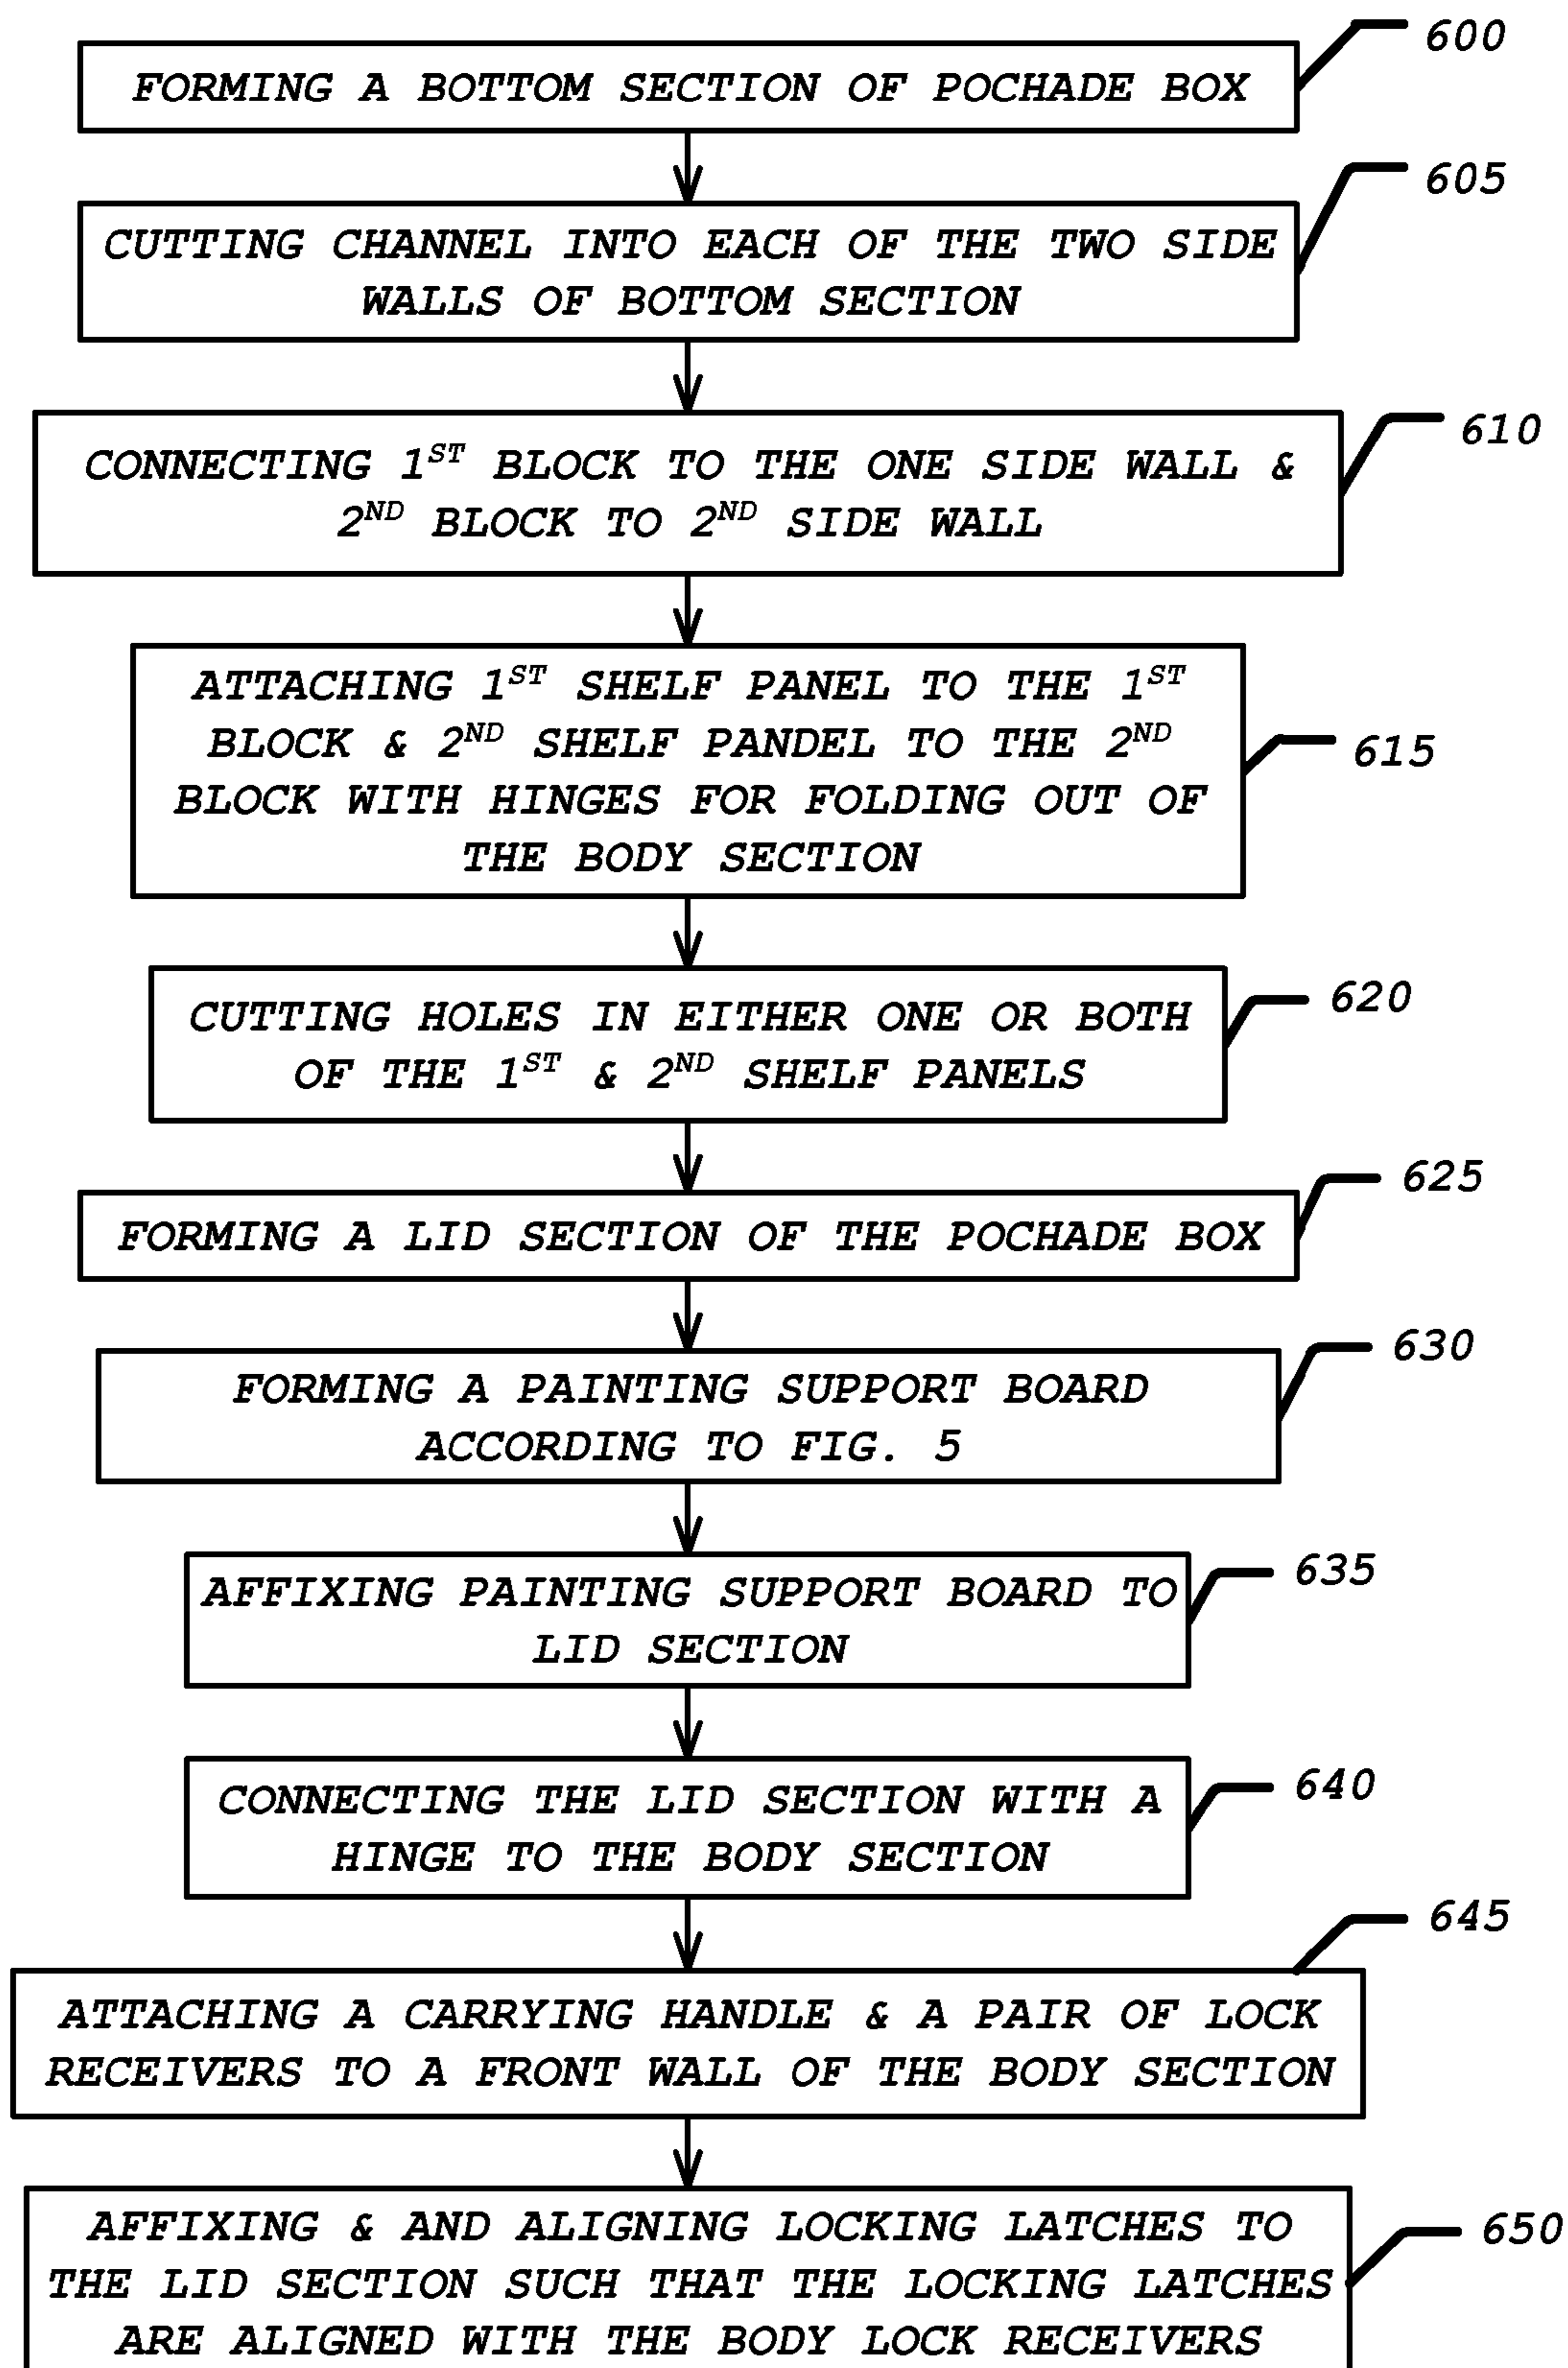 600
FORMING A BOTTOM SECTION OF POCHADE BOX
605
CUTTING CHANNEL INTO EACH OF THE TWO SIDE
WALLS OF BOTTOM SECTION
610
CONNECTING 1ST BLOCK TO THE ONE SIDE WALL &
2ND BLOCK TO 2ND SIDE WALL
ATTACHING 1ST SHELF PANEL TO THE 1ST
BLOCK & 2ND SHELF PANDEL TO THE 2ND
615
BLOCK WITH HINGES FOR FOLDING OUT OF
THE BODY SECTION
620
CUTTING HOLES IN EITHER ONE OR BOTH
OF THE 1ST & 2ND SHELF PANELS
625
FORMING A LID SECTION OF THE POCHADE BOX
630
FORMING A PAINTING SUPPORT BOARD
ACCORDING TO FIG. 5
635
AFFIXING PAINTING SUPPORT BOARD TO
LID SECTION
640
CONNECTING THE LID SECTION WITH A
HINGE TO THE BODY SECTION
645
ATTACHING A CARRYING HANDLE & A PAIR OF LOCK
RECEIVERS TO A FRONT WALL OF THE BODY SECTION
650
AFFIXING & AND ALIGNING LOCKING LATCHES TO
THE LID SECTION SUCH THAT THE LOCKING LATCHES
ARE ALIGNED WITH THE BODY LOCK RECEIVERS